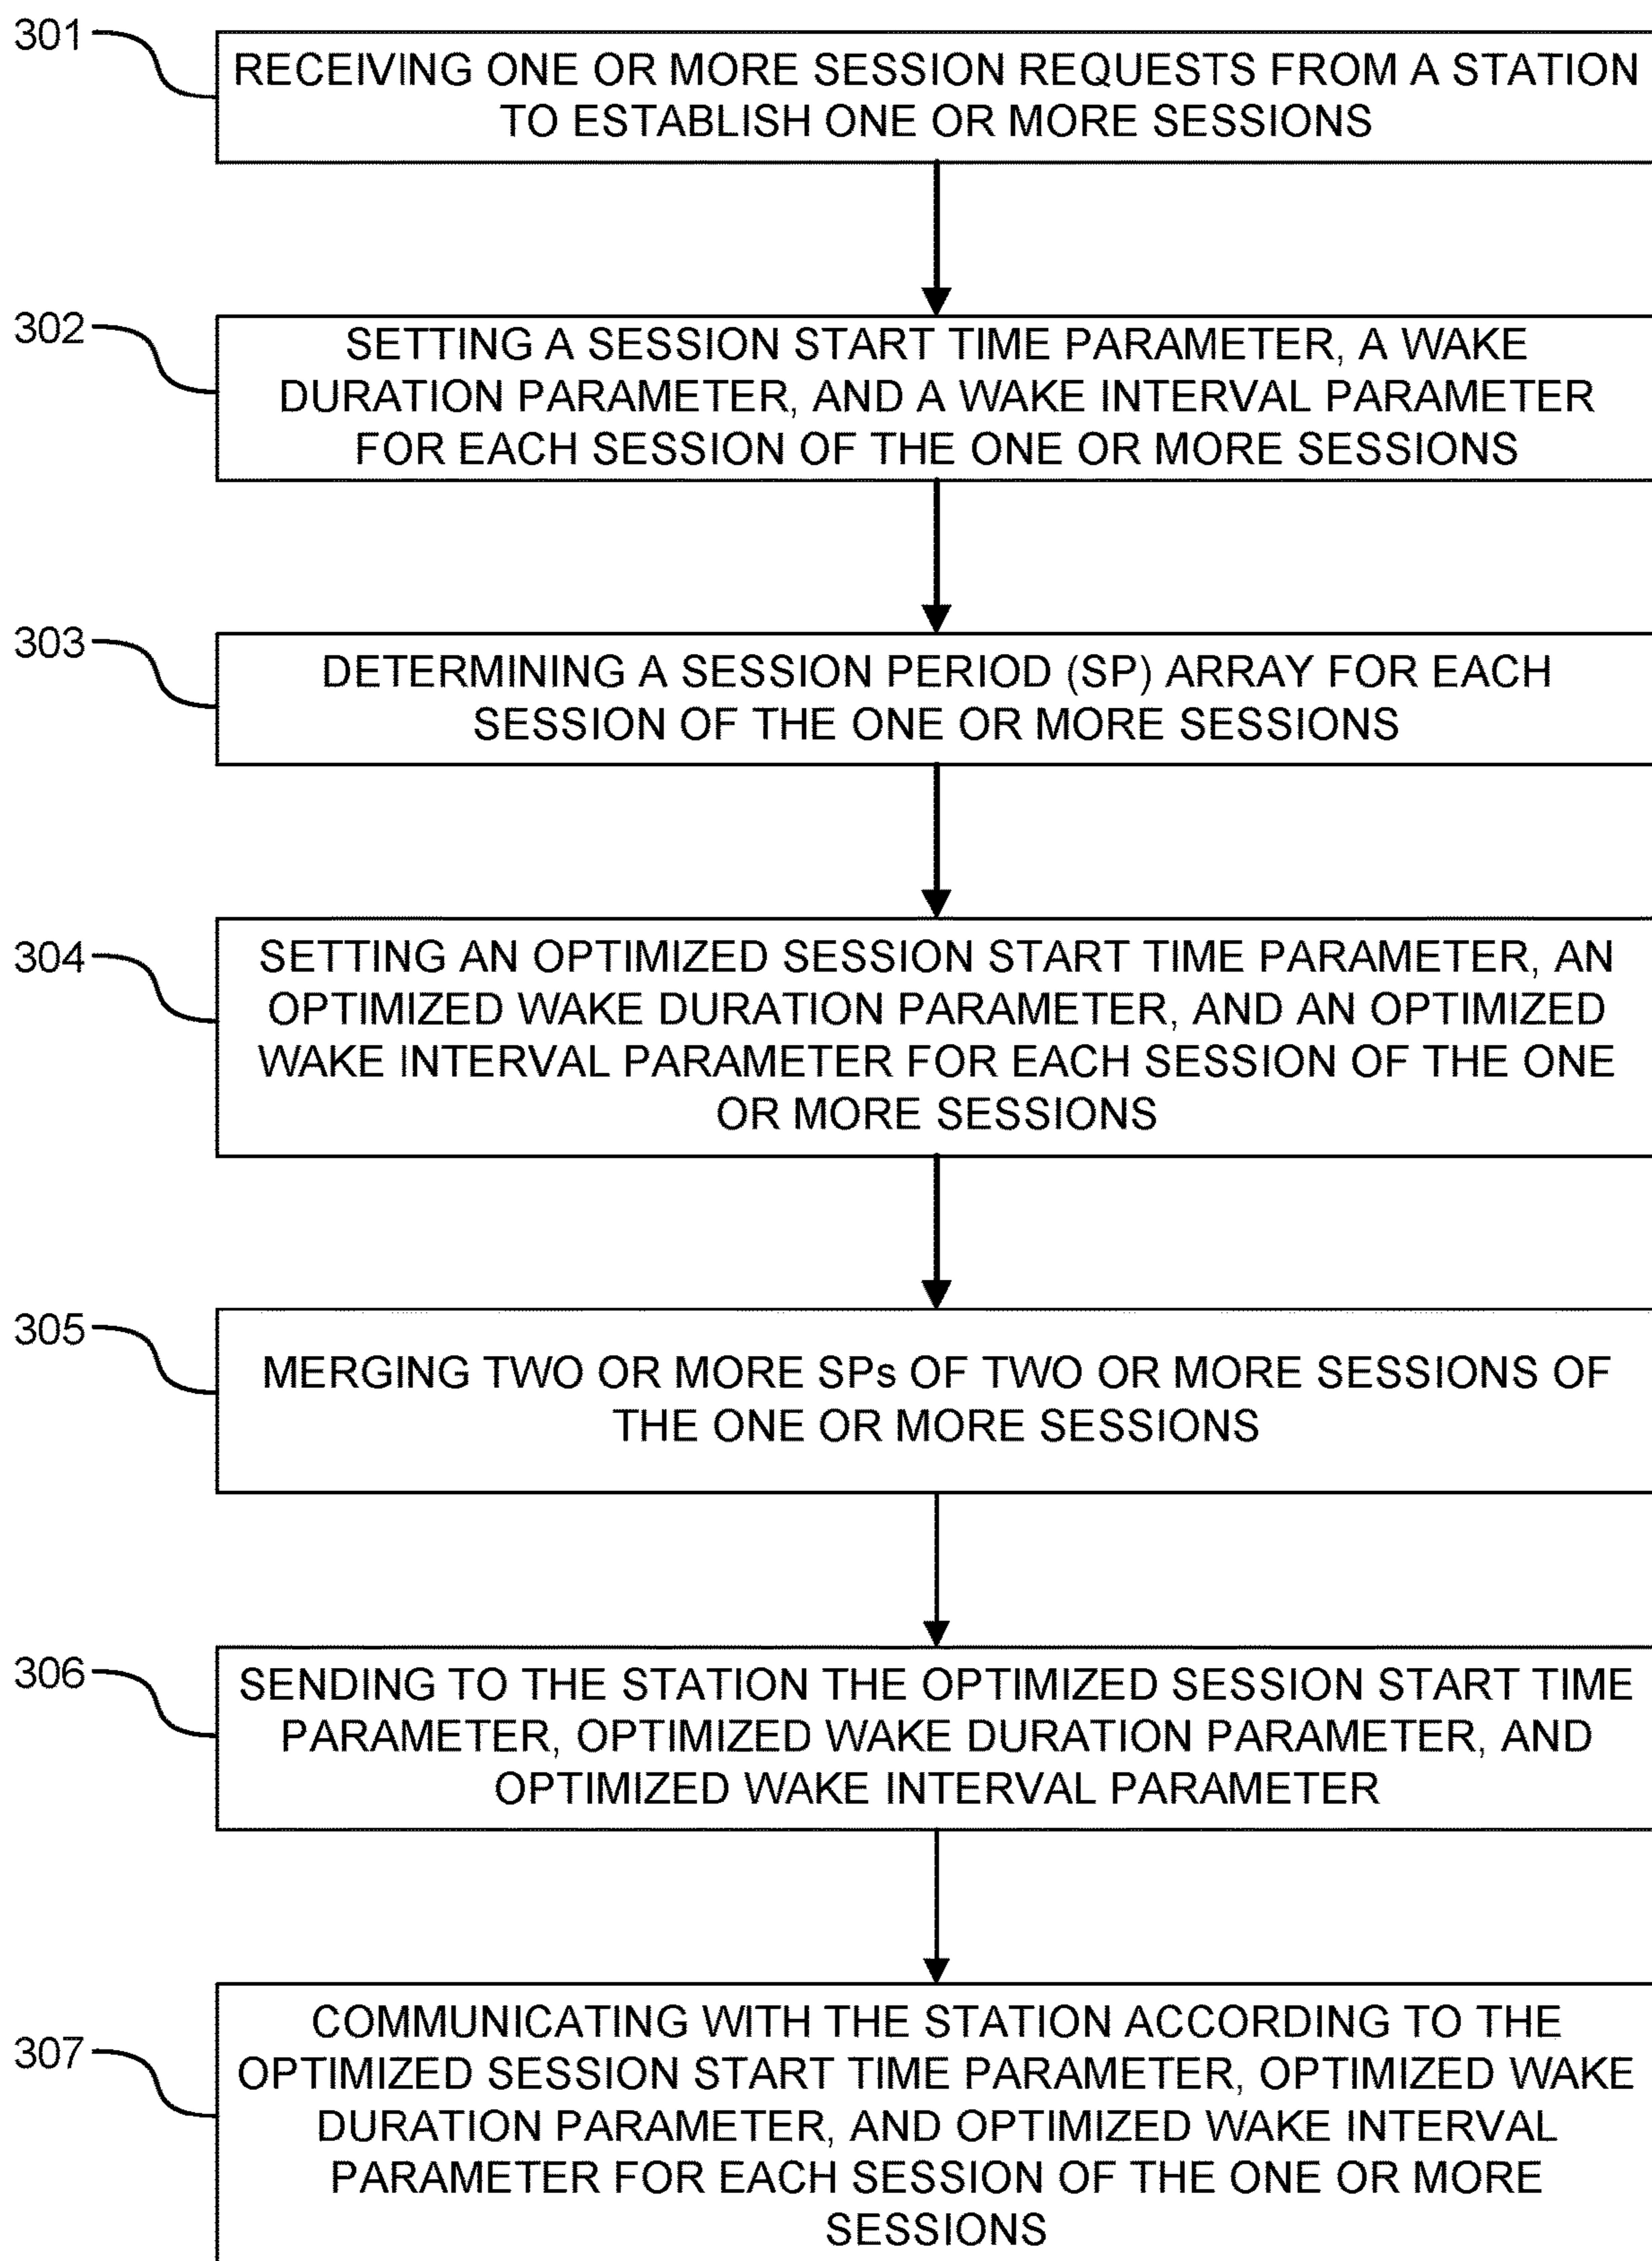 301
RECEIVING ONE OR MORE SESSION REQUESTS FROM A STATION
TO ESTABLISH ONE OR MORE SESSIONS
302
SETTING A SESSION START TIME PARAMETER, A WAKE
DURATION PARAMETER, AND A WAKE INTERVAL PARAMETER
FOR EACH SESSION OF THE ONE OR MORE SESSIONS
303
DETERMINING A SESSION PERIOD (SP) ARRAY FOR EACH
SESSION OF THE ONE OR MORE SESSIONS
304
SETTING AN OPTIMIZED SESSION START TIME PARAMETER, AN
OPTIMIZED WAKE DURATION PARAMETER, AND AN OPTIMIZED
WAKE INTERVAL PARAMETER FOR EACH SESSION OF THE ONE
OR MORE SESSIONS
305
MERGING TWO OR MORE SPs OF TWO OR MORE SESSIONS OF
THE ONE OR MORE SESSIONS
306
SENDING TO THE STATION THE OPTIMIZED SESSION START TIME
PARAMETER, OPTIMIZED WAKE DURATION PARAMETER, AND
OPTIMIZED WAKE INTERVAL PARAMETER
307
COMMUNICATING WITH THE STATION ACCORDING TO THE
OPTIMIZED SESSION START TIME PARAMETER, OPTIMIZED WAKE
DURATION PARAMETER, AND OPTIMIZED WAKE INTERVAL
PARAMETER FOR EACH SESSION OF THE ONE OR MORE
SESSIONS